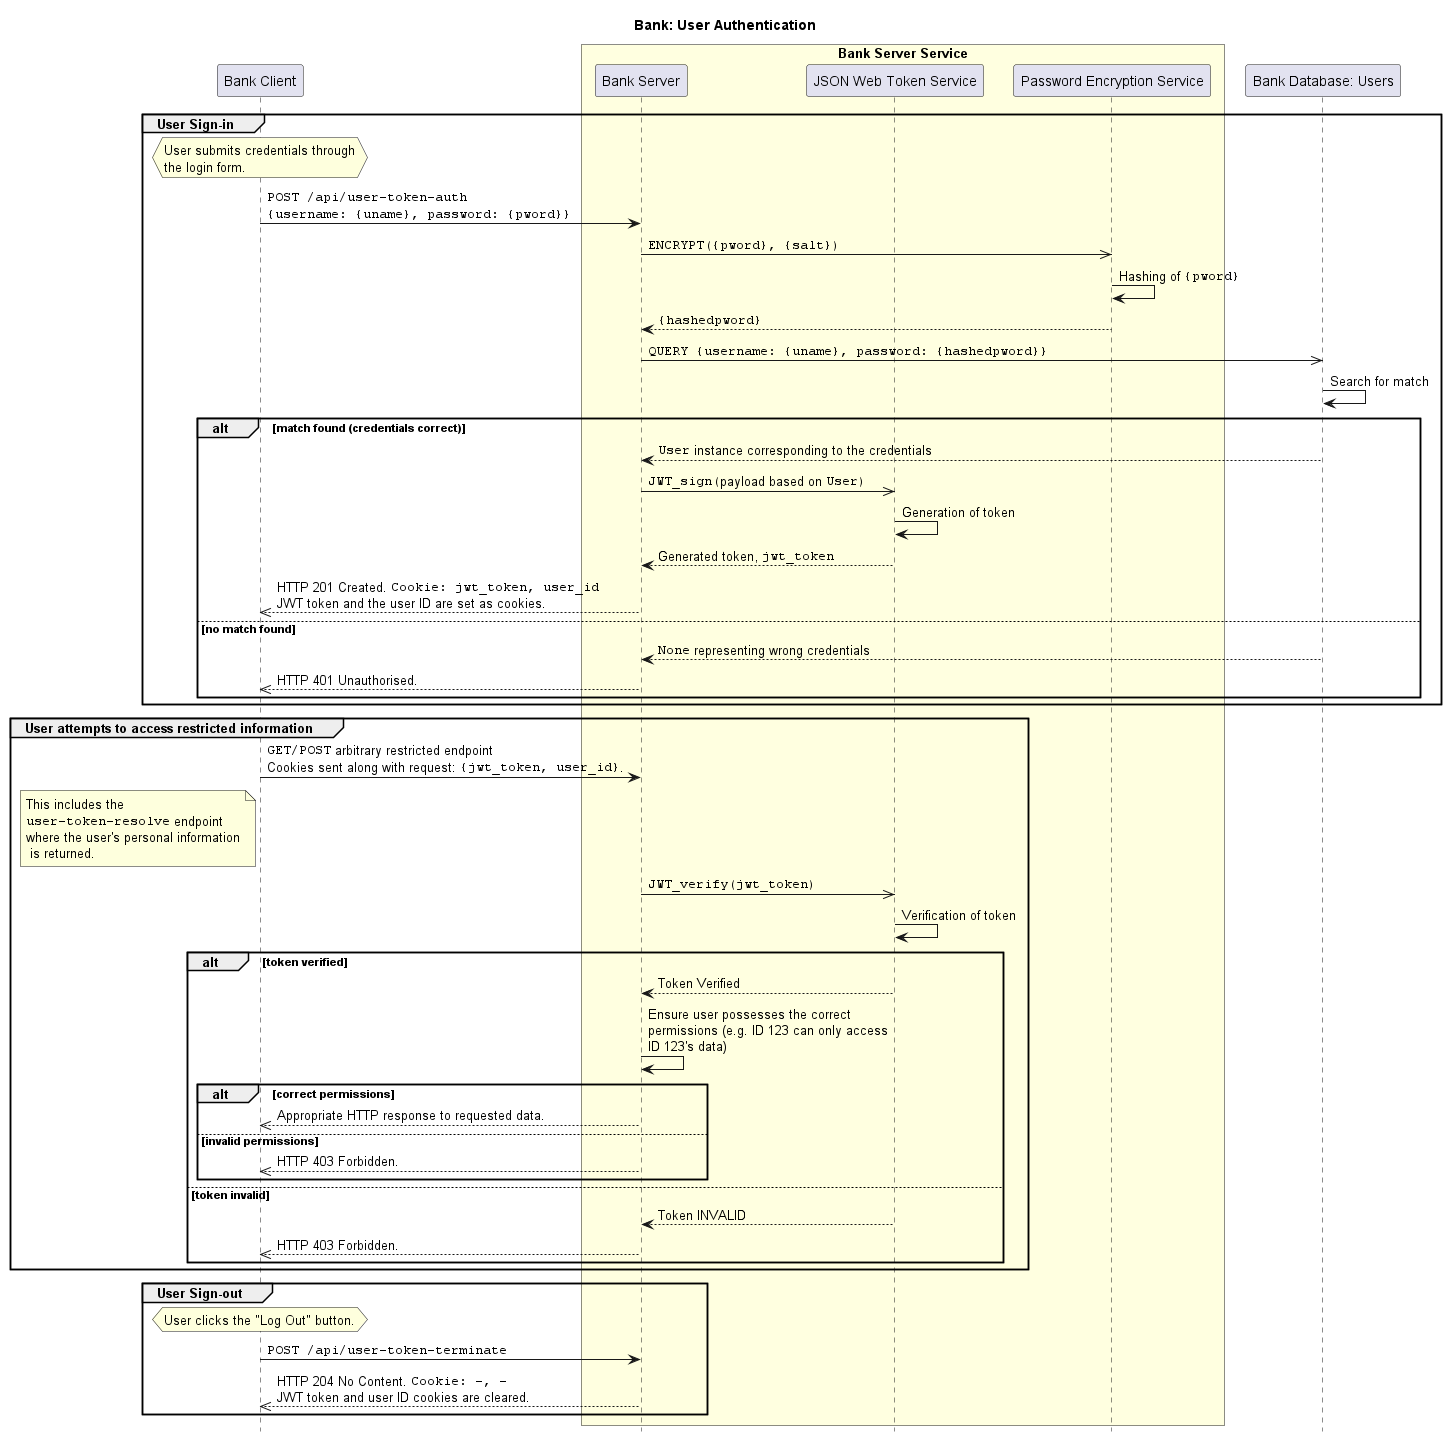 Bank: User Authentication
Bank Server Service
Bank Client
Bank Server
JSON Web Token Service
Password Encryption Service
Bank Database: Users
User Sign-in
User submits credentials through
the login form.
POST /api/user-token-auth
{username: {uname}, password: {pword}}
ENCRYPT({pword}, {salt})
Hashing of {pword}
{hashedpword}
QUERY {username: {uname}, password: {hashedpword}}
Search for match
alt
[match found (credentials correct)]
User instance corresponding to the credentials
JWT_sign(payload based on User)
Generation of token
Generated token, jwt_token
HTTP 201 Created. Cookie: jwt_token, user_id
JWT token and the user ID are set as cookies.
[no match found]
None representing wrong credentials
HTTP 401 Unauthorised.
User attempts to access restricted information
GET/POST arbitrary restricted endpoint
Cookies sent along with request: {jwt_token, user_id}.
This includes the
user-token-resolve endpoint
where the user's personal information
is returned.
JWT_verify(jwt_token)
Verification of token
alt
[token verified]
Token Verified
Ensure user possesses the correct
permissions (e.g. ID 123 can only access
ID 123's data)
alt
[correct permissions]
Appropriate HTTP response to requested data.
[invalid permissions]
HTTP 403 Forbidden.
[token invalid]
Token INVALID
HTTP 403 Forbidden.
User Sign-out
User clicks the "Log Out" button.
POST /api/user-token-terminate
HTTP 204 No Content. Cookie: -, -
JWT token and user ID cookies are cleared.